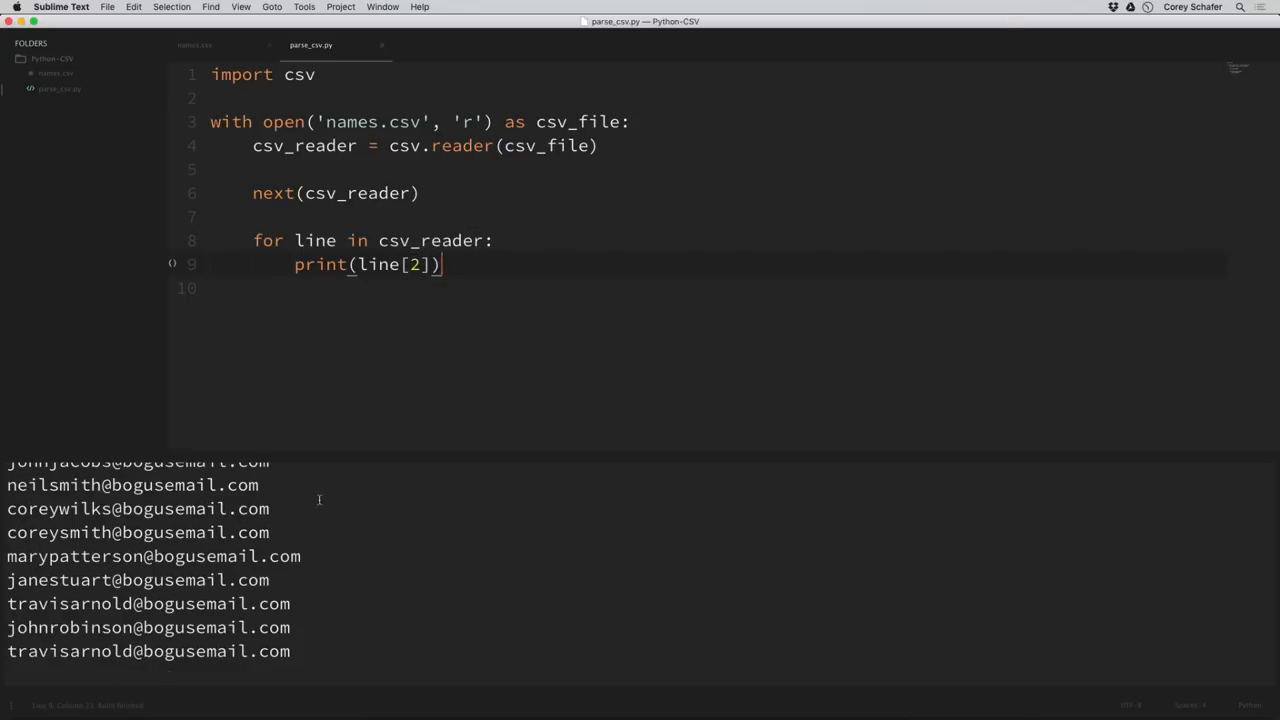 Sublime Text File Edit Selection Find View Goto Tools Project Window Help Corey Schafer
parse_csv.py — Python-CSV
FOLDERS
Python-CSV
names.csv
parse_csv.py
names.csv × parse_csv.py ×
1 import csv
2
3 with open('names.csv', 'r') as csv_file:
4 csv_reader = csv.reader(csv_file)
5
6 next(csv_reader)
7
8 for line in csv_reader:
() 9 print(line[2])
10
johnjacobs@bogusemail.com
neilsmith@bogusemail.com
coreywilks@bogusemail.com
coreysmith@bogusemail.com
marypatterson@bogusemail.com
janestuart@bogusemail.com
travisarnold@bogusemail.com
johnrobinson@bogusemail.com
travisarnold@bogusemail.com
Line 9, Column 23; Build finished UTF-8 Spaces: 4 Python